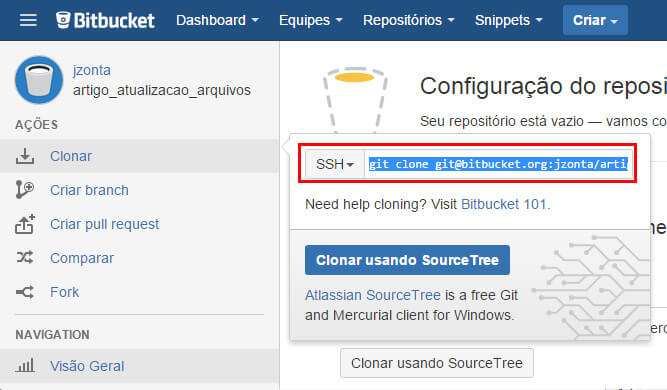 Bitbucket Dashboard Equipes Repositórios Snippets Criar
jzonta
artigo_atualizacao_arquivos
AÇÕES
Clonar
Criar branch
Criar pull request
Comparar
Fork
NAVIGATION
Visão Geral
Configuração do reposi
Seu repositório está vazio — vamos co
SSH git clone git@bitbucket.org:jzonta/arti
Need help cloning? Visit Bitbucket 101.
Clonar usando SourceTree
Atlassian SourceTree is a free Git
and Mercurial client for Windows.
Clonar usando SourceTree